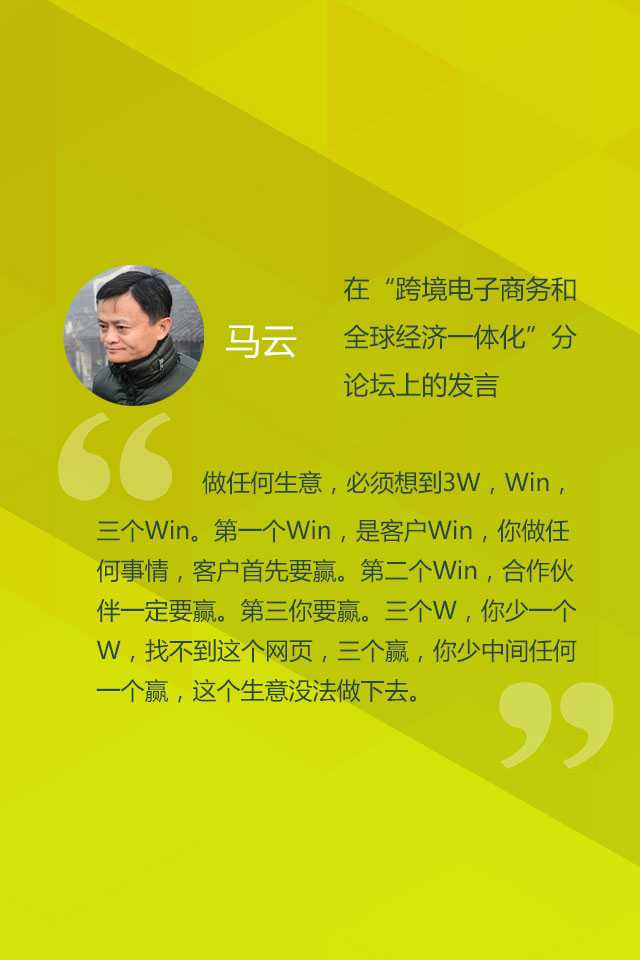 马云
在“跨境电子商务和
全球经济一体化”分
论坛上的发言
做任何生意，必须想到3W，Win，
三个Win。第一个Win，是客户Win，你做任
何事情，客户首先要赢。第二个Win，合作伙
伴一定要赢。第三你要赢。三个W，你少一个
W，找不到这个网页，三个赢，你少中间任何
一个赢，这个生意没法做下去。